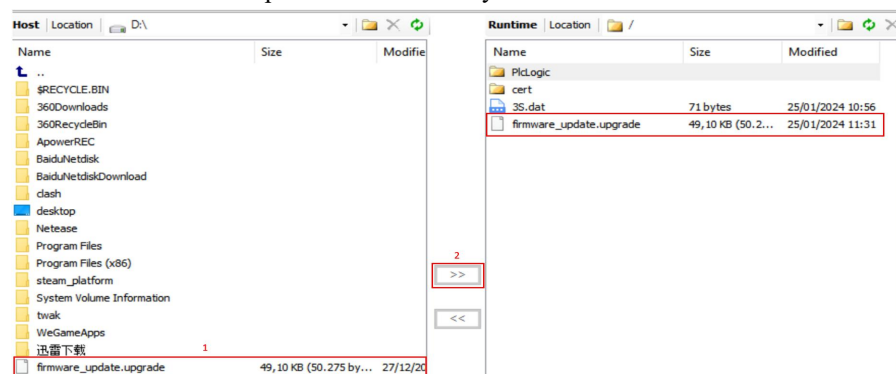 Host Location D:\
Name Size Modifie
..
$RECYCLE.BIN
360Downloads
360RecycleBin
ApowerREC
BaiduNetdisk
BaiduNetdiskDownload
clash
desktop
Netease
Program Files
Program Files (x86)
steam_platform
System Volume Information
twak
WeGameApps
迅雷下载 1
firmware_update.upgrade 49,10 KB (50.275 by... 27/12/20
2
>>
<<
Runtime Location /
Name Size Modified
PlcLogic
cert
3S.dat 71 bytes 25/01/2024 10:56
firmware_update.upgrade 49,10 KB (50.2... 25/01/2024 11:31